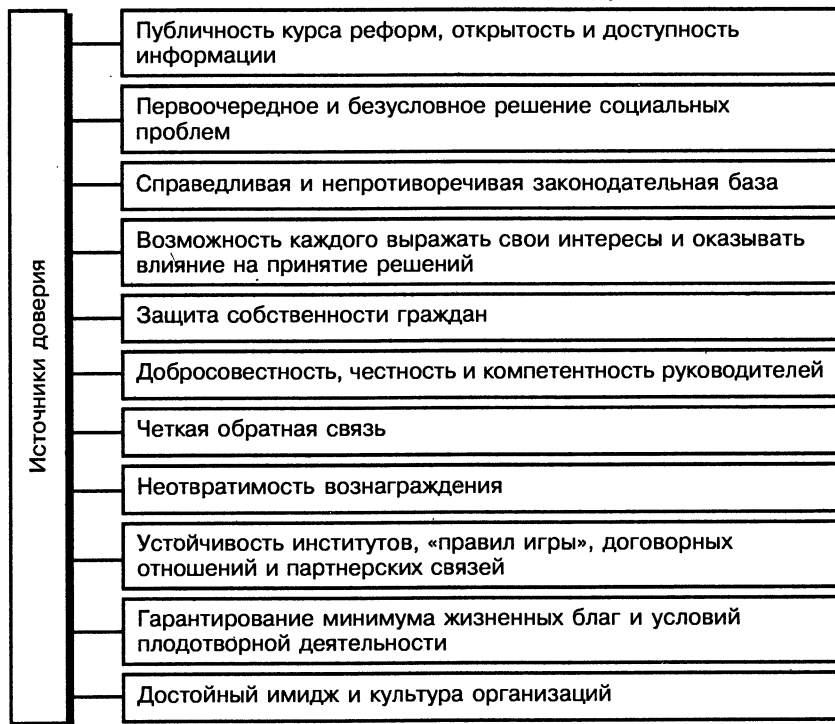 Источники доверия
Публичность курса реформ, открытость и доступность
информации
Первоочередное и безусловное решение социальных
проблем
Справедливая и непротиворечивая законодательная база
Возможность каждого выражать свои интересы и оказывать
влияние на принятие решений
Защита собственности граждан
Добросовестность, честность и компетентность руководителей
Четкая обратная связь
Неотвратимость вознаграждения
Устойчивость институтов, «правил игры», договорных
отношений и партнерских связей
Гарантирование минимума жизненных благ и условий
плодотворной деятельности
Достойный имидж и культура организаций